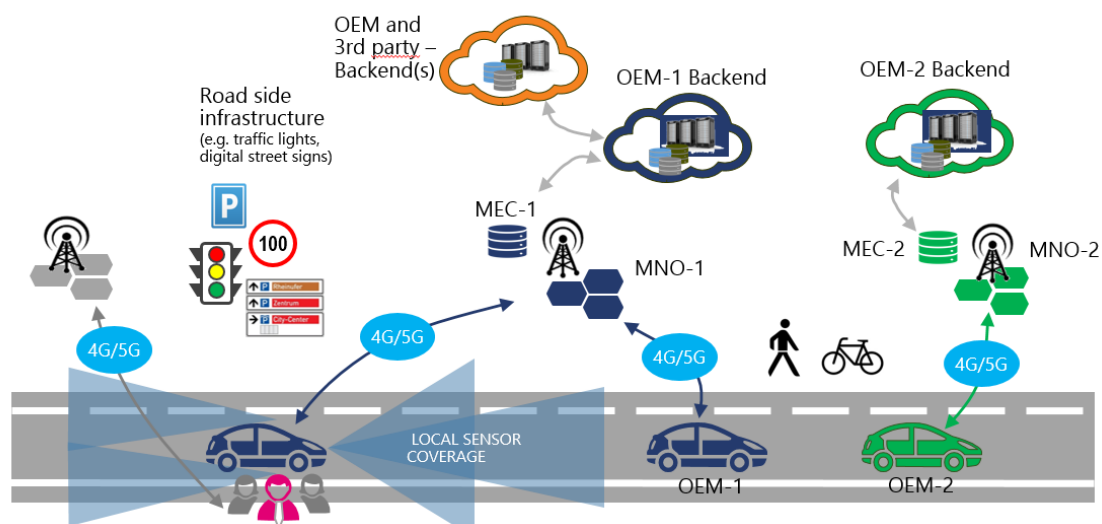 OEM and
3rd party –
Backend(s)
OEM-1 Backend
OEM-2 Backend
Road side
infrastructure
(e.g. traffic lights,
digital street signs)
P
100
P Rheinufer
P Zentrum
P City-Center
MEC-1
MNO-1
MEC-2
MNO-2
4G/5G
4G/5G
4G/5G
4G/5G
LOCAL SENSOR
COVERAGE
OEM-1
OEM-2